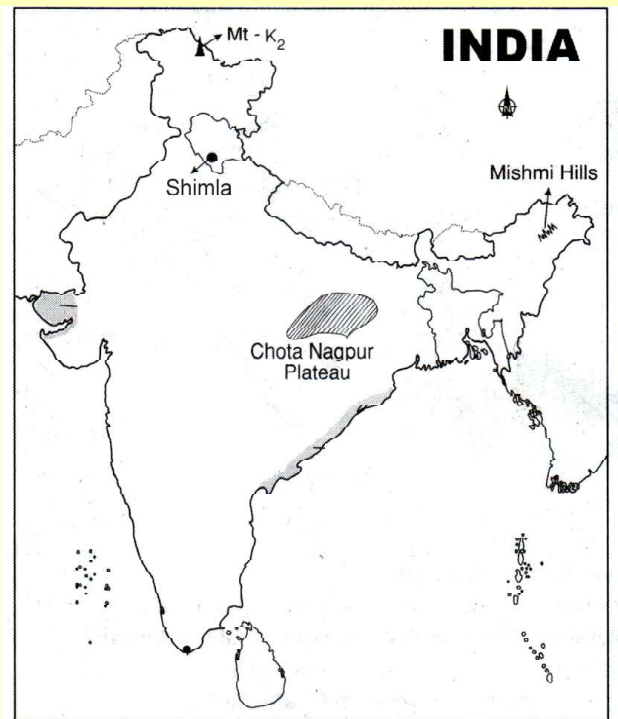 INDIA
Mt - K₂
Shimla
Mishmi Hills
Chota Nagpur
Plateau